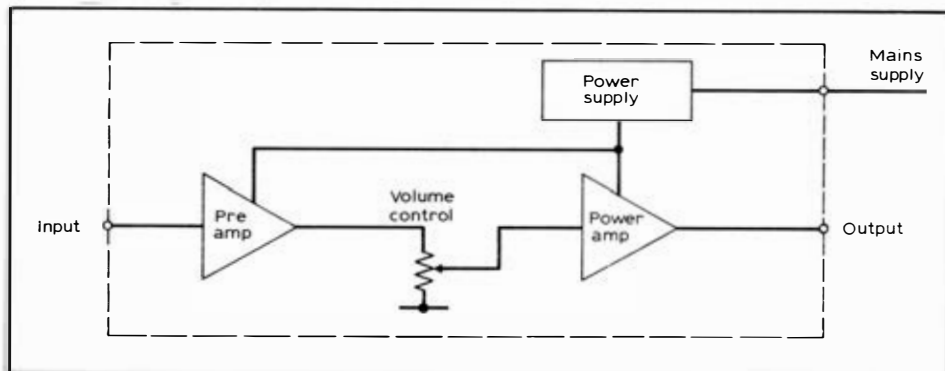 Mains
supply
Power
supply
Volume
control
Input
Pre
amp
Power
amp
Output